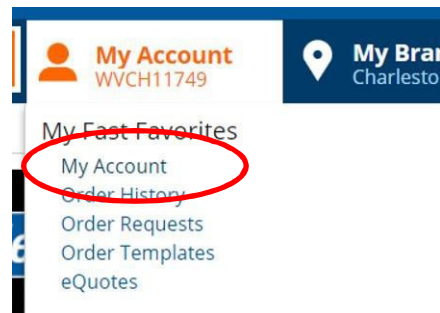 My Account
WVCH11749
My Bran
Charlesto
My Fast Favorites
My Account
Order History
Order Requests
Order Templates
eQuotes